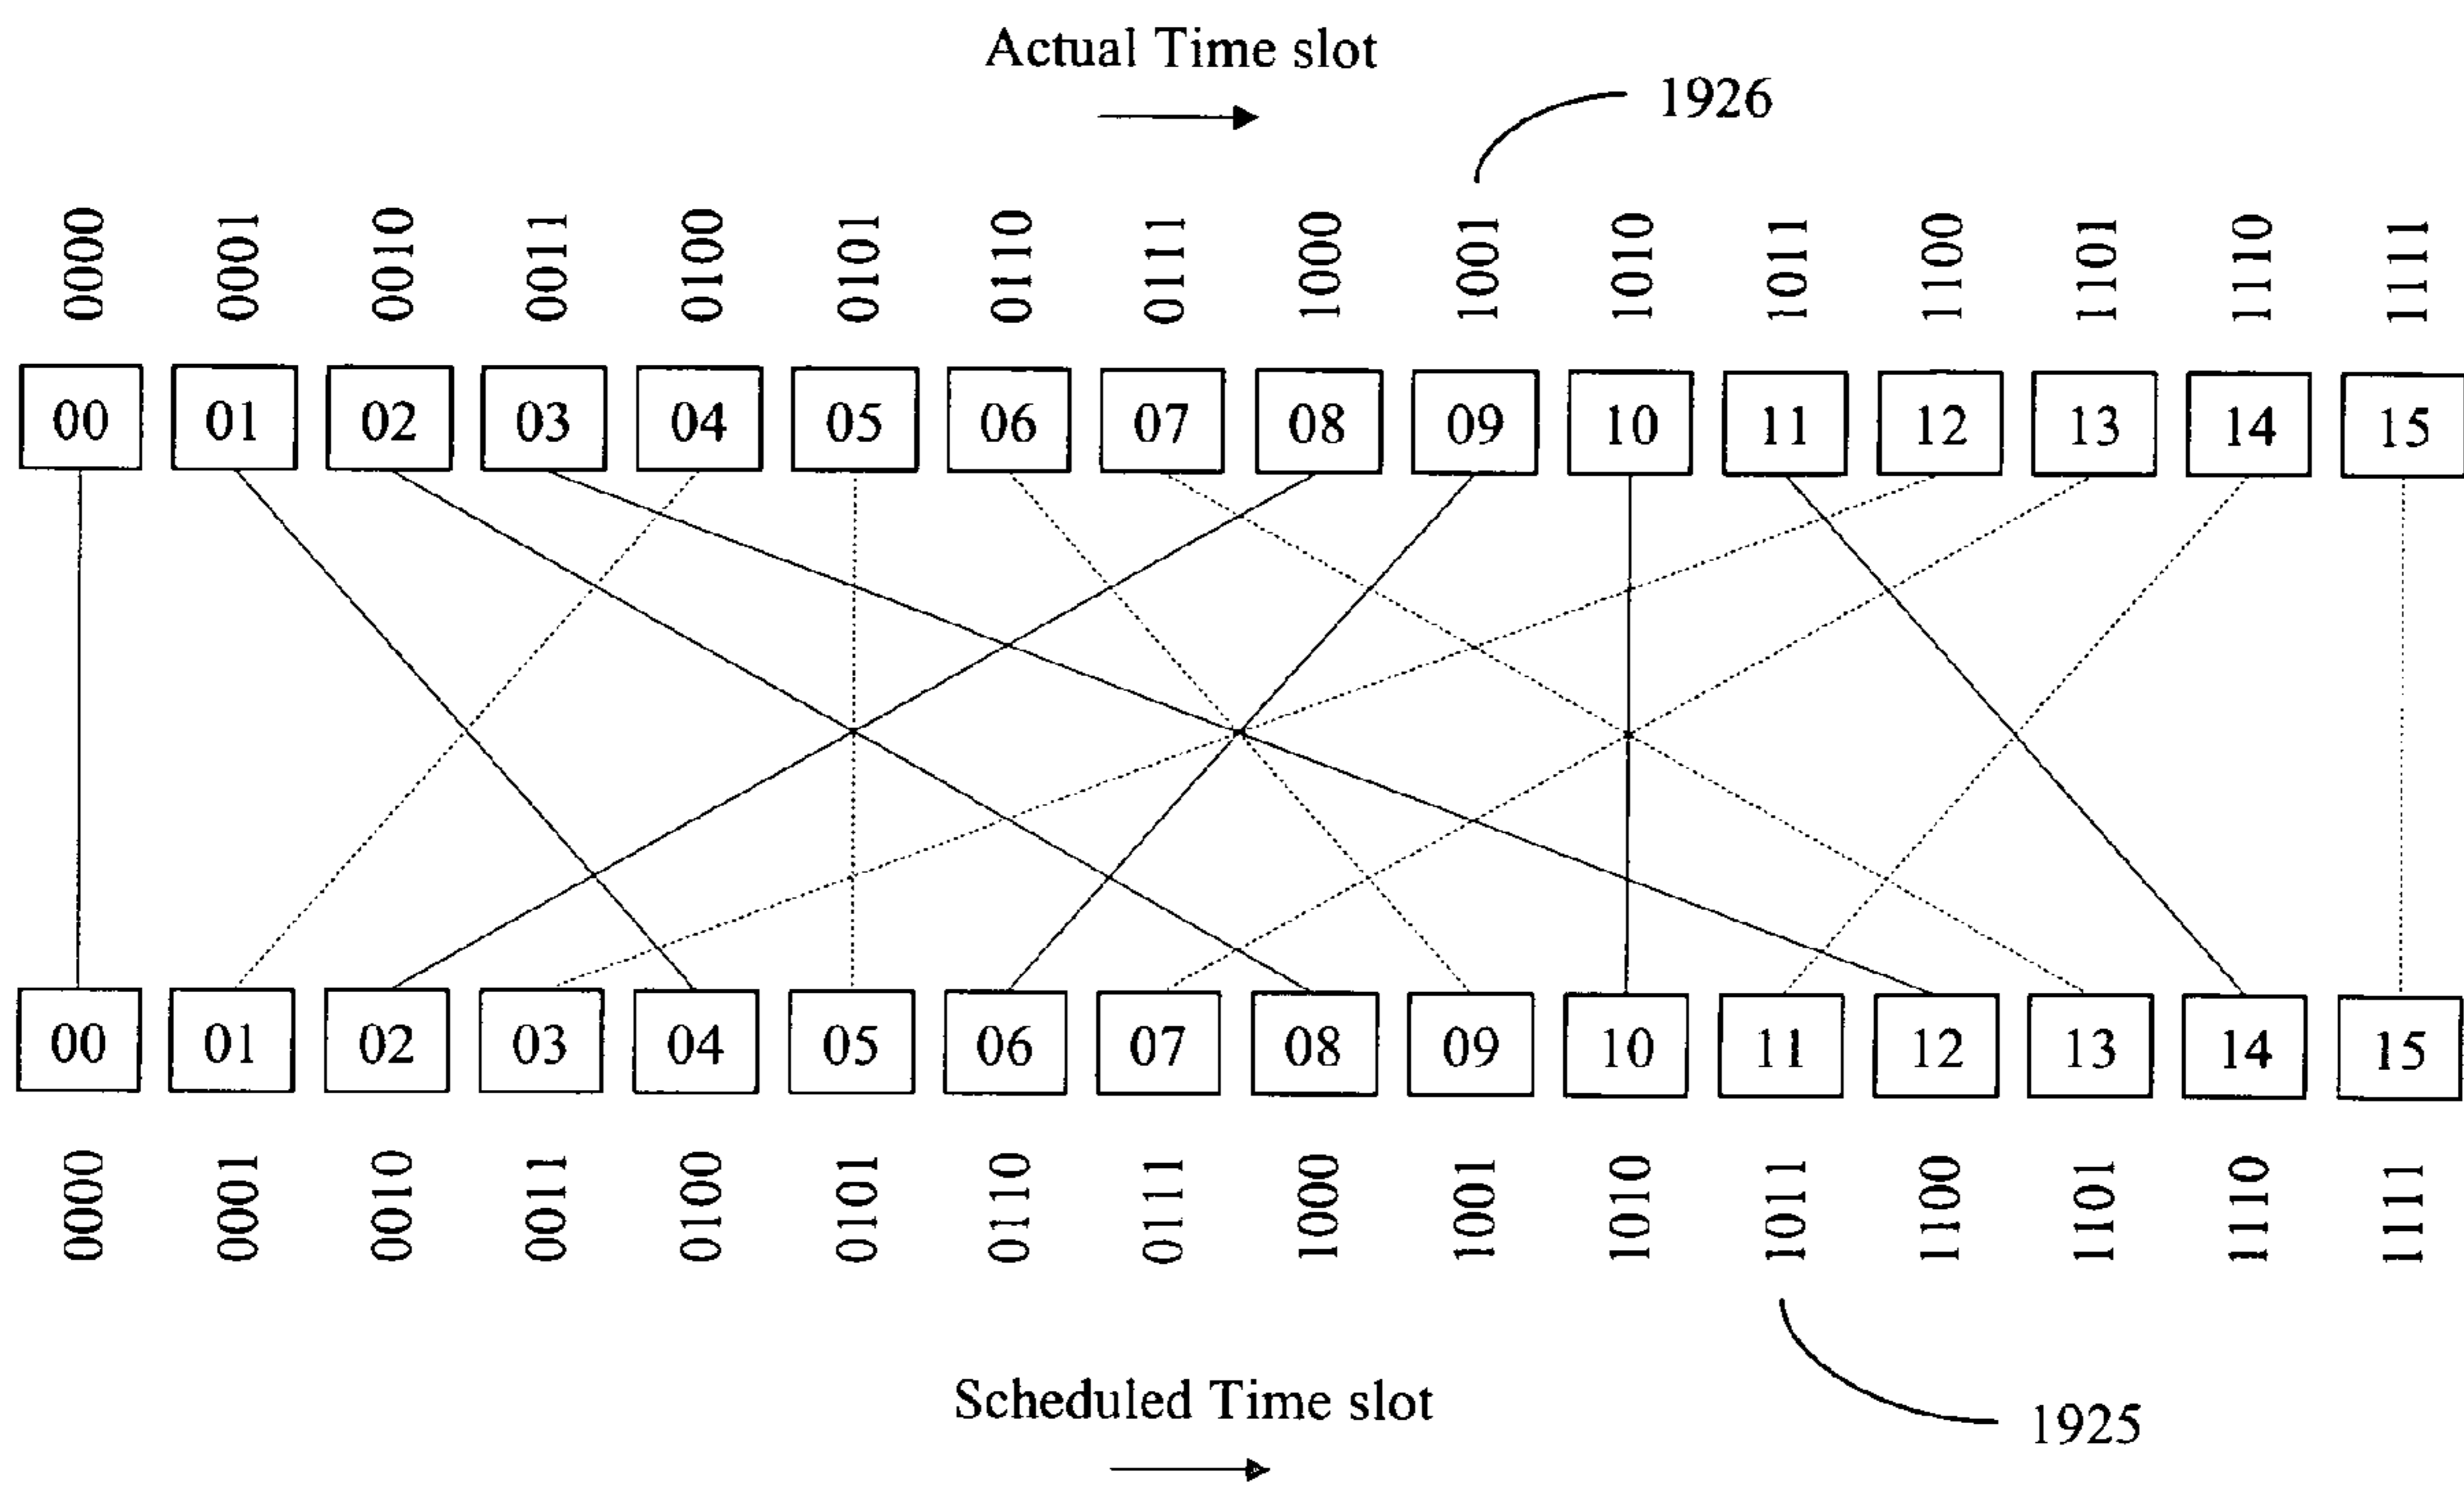 Actual Time slot
1926
0000 0001 0010 0011 0100 0101 0110 0111 1000 1001 1010 1011 1100 1101 1110 1111
00 01 02 03 04 05 06 07 08 09 10 11 12 13 14 15
00 01 02 03 04 05 06 07 08 09 10 11 12 13 14 15
0000 0001 0010 0011 0100 0101 0110 0111 1000 1001 1010 1011 1100 1101 1110 1111
Scheduled Time slot
1925